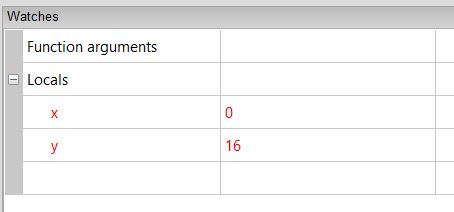 Watches
Function arguments
Locals
x 0
y 16